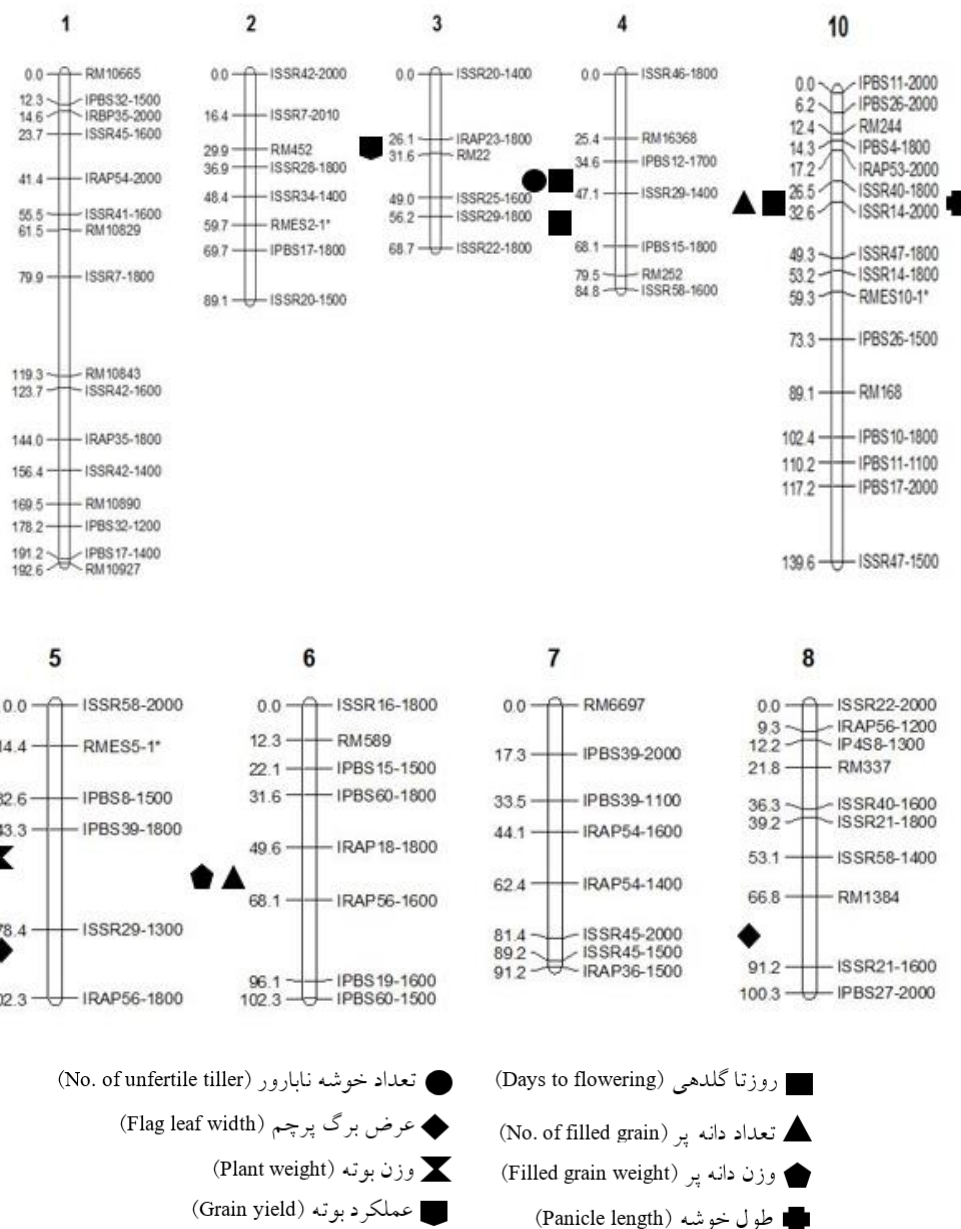 1
0.0 RM10665
12.3 IPBS32-1500
14.6 IRBP35-2000
23.7 ISSR45-1600
41.4 IRAP54-2000
55.5 ISSR41-1600
61.5 RM10829
79.9 ISSR7-1800
119.3 RM10843
123.7 ISSR42-1600
144.0 IRAP35-1800
156.4 ISSR42-1400
169.5 RM10890
178.2 IPBS32-1200
191.2 IPBS17-1400
192.6 RM10927
2
0.0 ISSR42-2000
16.4 ISSR7-2010
29.9 RM452
36.9 ISSR28-1800
48.4 ISSR34-1400
59.7 RMES2-1*
69.7 IPBS17-1800
89.1 ISSR20-1500
3
0.0 ISSR20-1400
26.1 IRAP23-1800
31.6 RM22
49.0 ISSR25-1600
56.2 ISSR29-1800
68.7 ISSR22-1800
4
0.0 ISSR46-1800
25.4 RM16368
34.6 IPBS12-1700
47.1 ISSR29-1400
68.1 IPBS15-1800
79.5 RM252
84.8 ISSR58-1600
10
0.0 IPBS11-2000
6.2 IPBS26-2000
12.4 RM244
14.3 IPBS4-1800
17.2 IRAP53-2000
26.5 ISSR40-1800
32.6 ISSR14-2000
49.3 ISSR47-1800
53.2 ISSR14-1800
59.3 RMES10-1*
73.3 IPBS26-1500
89.1 RM168
102.4 IPBS10-1800
110.2 IPBS11-1100
117.2 IPBS17-2000
139.6 ISSR47-1500
5
0.0 ISSR58-2000
14.4 RMES5-1*
32.6 IPBS8-1500
43.3 IPBS39-1800
78.4 ISSR29-1300
02.3 IRAP56-1800
6
0.0 ISSR16-1800
12.3 RM589
22.1 IPBS15-1500
31.6 IPBS60-1800
49.6 IRAP18-1800
68.1 IRAP56-1600
96.1 IPBS19-1600
102.3 IPBS60-1500
7
0.0 RM6697
17.3 IPBS39-2000
33.5 IPBS39-1100
44.1 IRAP54-1600
62.4 IRAP54-1400
81.4 ISSR45-2000
89.2 ISSR45-1500
91.2 IRAP36-1500
8
0.0 ISSR22-2000
9.3 IRAP56-1200
12.2 IP4S8-1300
21.8 RM337
36.3 ISSR40-1600
39.2 ISSR21-1800
53.1 ISSR58-1400
66.8 RM1384
91.2 ISSR21-1600
100.3 IPBS27-2000
روزتا گلدهی (Days to flowering)
تعداد دانه پر (No. of filled grain)
وزن دانه پر (Filled grain weight)
طول خوشه (Panicle length)
تعداد خوشه نابارور (No. of unfertile tiller)
عرض برگ پرچم (Flag leaf width)
وزن بوته (Plant weight)
عملکرد بوته (Grain yield)